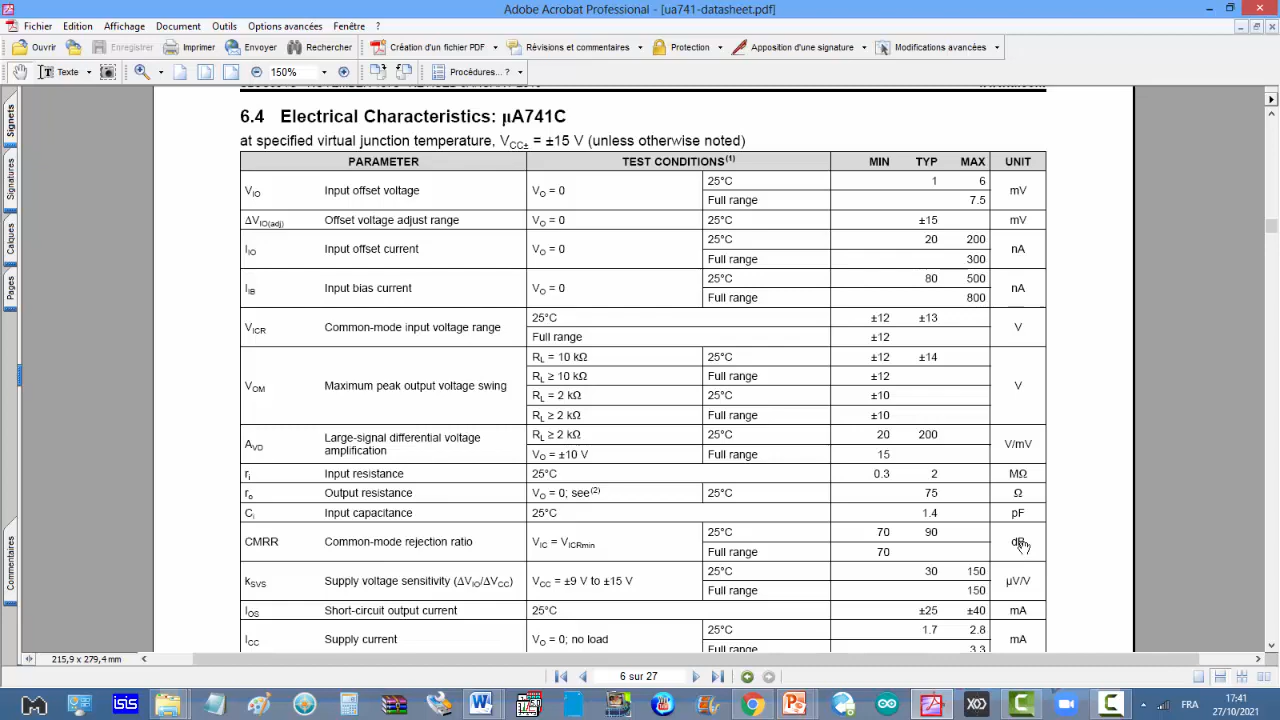 Adobe Acrobat Professional - [ua741-datasheet.pdf]
Fichier Edition Affichage Document Outils Options avancées Fenêtre ?
Ouvrir Enregistrer Imprimer Envoyer Rechercher Création d'un fichier PDF Révisions et commentaires Protection Apposition d'une signature Modifications avancées
Texte 150% Procédures... ?
Signets
Signatures
Calques
Pages
Commentaires
6.4 Electrical Characteristics: µA741C
at specified virtual junction temperature, VCC± = ±15 V (unless otherwise noted)
PARAMETER TEST CONDITIONS(1) MIN TYP MAX UNIT
VIO Input offset voltage VO = 0 25°C 1 6 mV
Full range 7.5
ΔVIO(adj) Offset voltage adjust range VO = 0 25°C ±15 mV
IIO Input offset current VO = 0 25°C 20 200 nA
Full range 300
IIB Input bias current VO = 0 25°C 80 500 nA
Full range 800
VICR Common-mode input voltage range 25°C ±12 ±13 V
Full range ±12
VOM Maximum peak output voltage swing RL = 10 kΩ 25°C ±12 ±14 V
RL ≥ 10 kΩ Full range ±12
RL = 2 kΩ 25°C ±10
RL ≥ 2 kΩ Full range ±10
AVD Large-signal differential voltage amplification RL ≥ 2 kΩ 25°C 20 200 V/mV
VO = ±10 V Full range 15
ri Input resistance 25°C 0.3 2 MΩ
ro Output resistance VO = 0; see(2) 25°C 75 Ω
Ci Input capacitance 25°C 1.4 pF
CMRR Common-mode rejection ratio VIC = VICRmin 25°C 70 90 dB
Full range 70
kSVS Supply voltage sensitivity (ΔVIO/ΔVCC) VCC = ±9 V to ±15 V 25°C 30 150 µV/V
Full range 150
IOS Short-circuit output current 25°C ±25 ±40 mA
ICC Supply current VO = 0; no load 25°C 1.7 2.8 mA
Full range 3.3
215,9 x 279,4 mm
6 sur 27
isis
FRA
17:41
27/10/2021